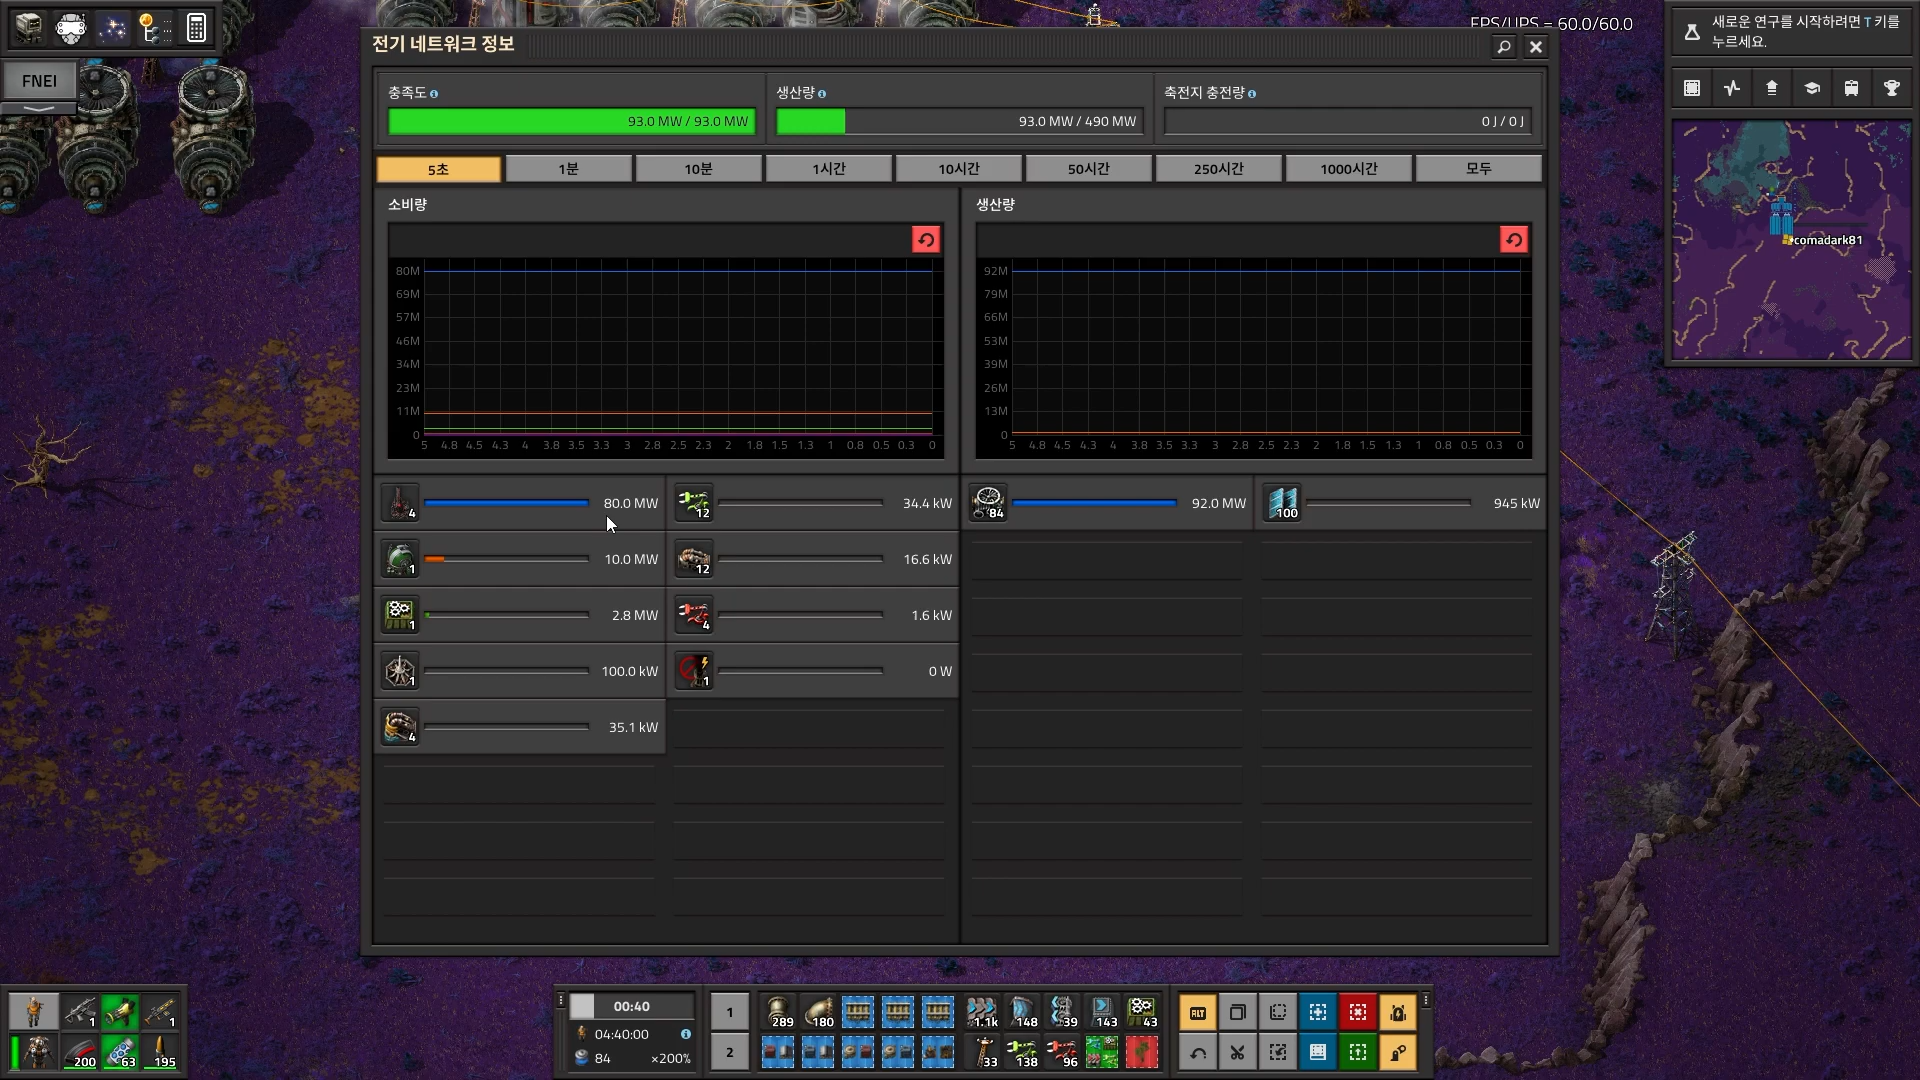 FNEI
EPS/UPS = 60.0/60.0
전기 네트워크 정보
충족도
93.0 MW / 93.0 MW
생산량
93.0 MW / 490 MW
축전지 충전량
0 J / 0 J
5초 1분 10분 1시간 10시간 50시간 250시간 1000시간 모두
소비량
80M
69M
57M
46M
34M
23M
11M
0
5 4.8 4.5 4.3 4 3.8 3.5 3.3 3 2.8 2.5 2.3 2 1.8 1.5 1.3 1 0.8 0.5 0.3 0
4 80.0 MW
12 34.4 kW
1 10.0 MW
12 16.6 kW
1 2.8 MW
4 1.6 kW
1 100.0 kW
1 0 W
4 35.1 kW
생산량
92M
79M
66M
53M
39M
26M
13M
0
5 4.8 4.5 4.3 4 3.8 3.5 3.3 3 2.8 2.5 2.3 2 1.8 1.5 1.3 1 0.8 0.5 0.3 0
84 92.0 MW
100 945 kW
새로운 연구를 시작하려면 T 키를
누르세요.
comadark81
1 1
200 63 195
00:40
04:40:00
84 ×200%
1 289 180 1.1k 148 39 143 43
2 33 138 96
ALT